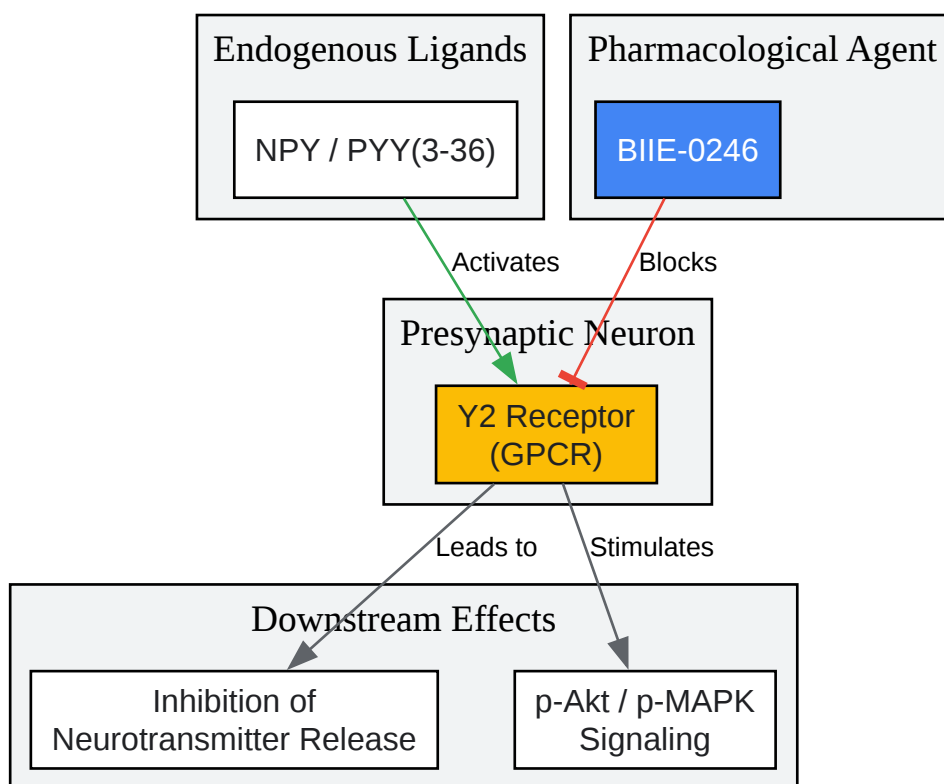 Endogenous Ligands
Pharmacological Agent
NPY / PYY(3-36)
BIIE-0246
Activates
Blocks
Presynaptic Neuron
Y2 Receptor
(GPCR)
Leads to
Stimulates
Downstream Effects
Inhibition of
Neurotransmitter Release
p-Akt / p-MAPK
Signaling